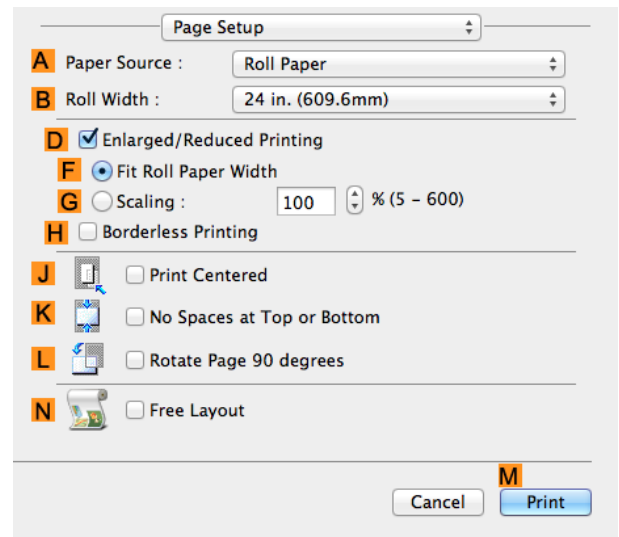 Page Setup
A Paper Source : Roll Paper
B Roll Width : 24 in. (609.6mm)
D Enlarged/Reduced Printing
F Fit Roll Paper Width
G Scaling : 100 % (5 - 600)
H Borderless Printing
J Print Centered
K No Spaces at Top or Bottom
L Rotate Page 90 degrees
N Free Layout
M
Cancel Print